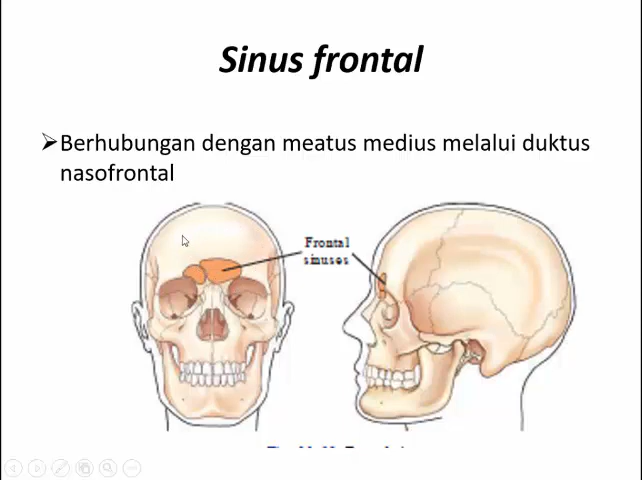 Sinus frontal
➢Berhubungan dengan meatus medius melalui duktus
nasofrontal
Frontal
sinuses